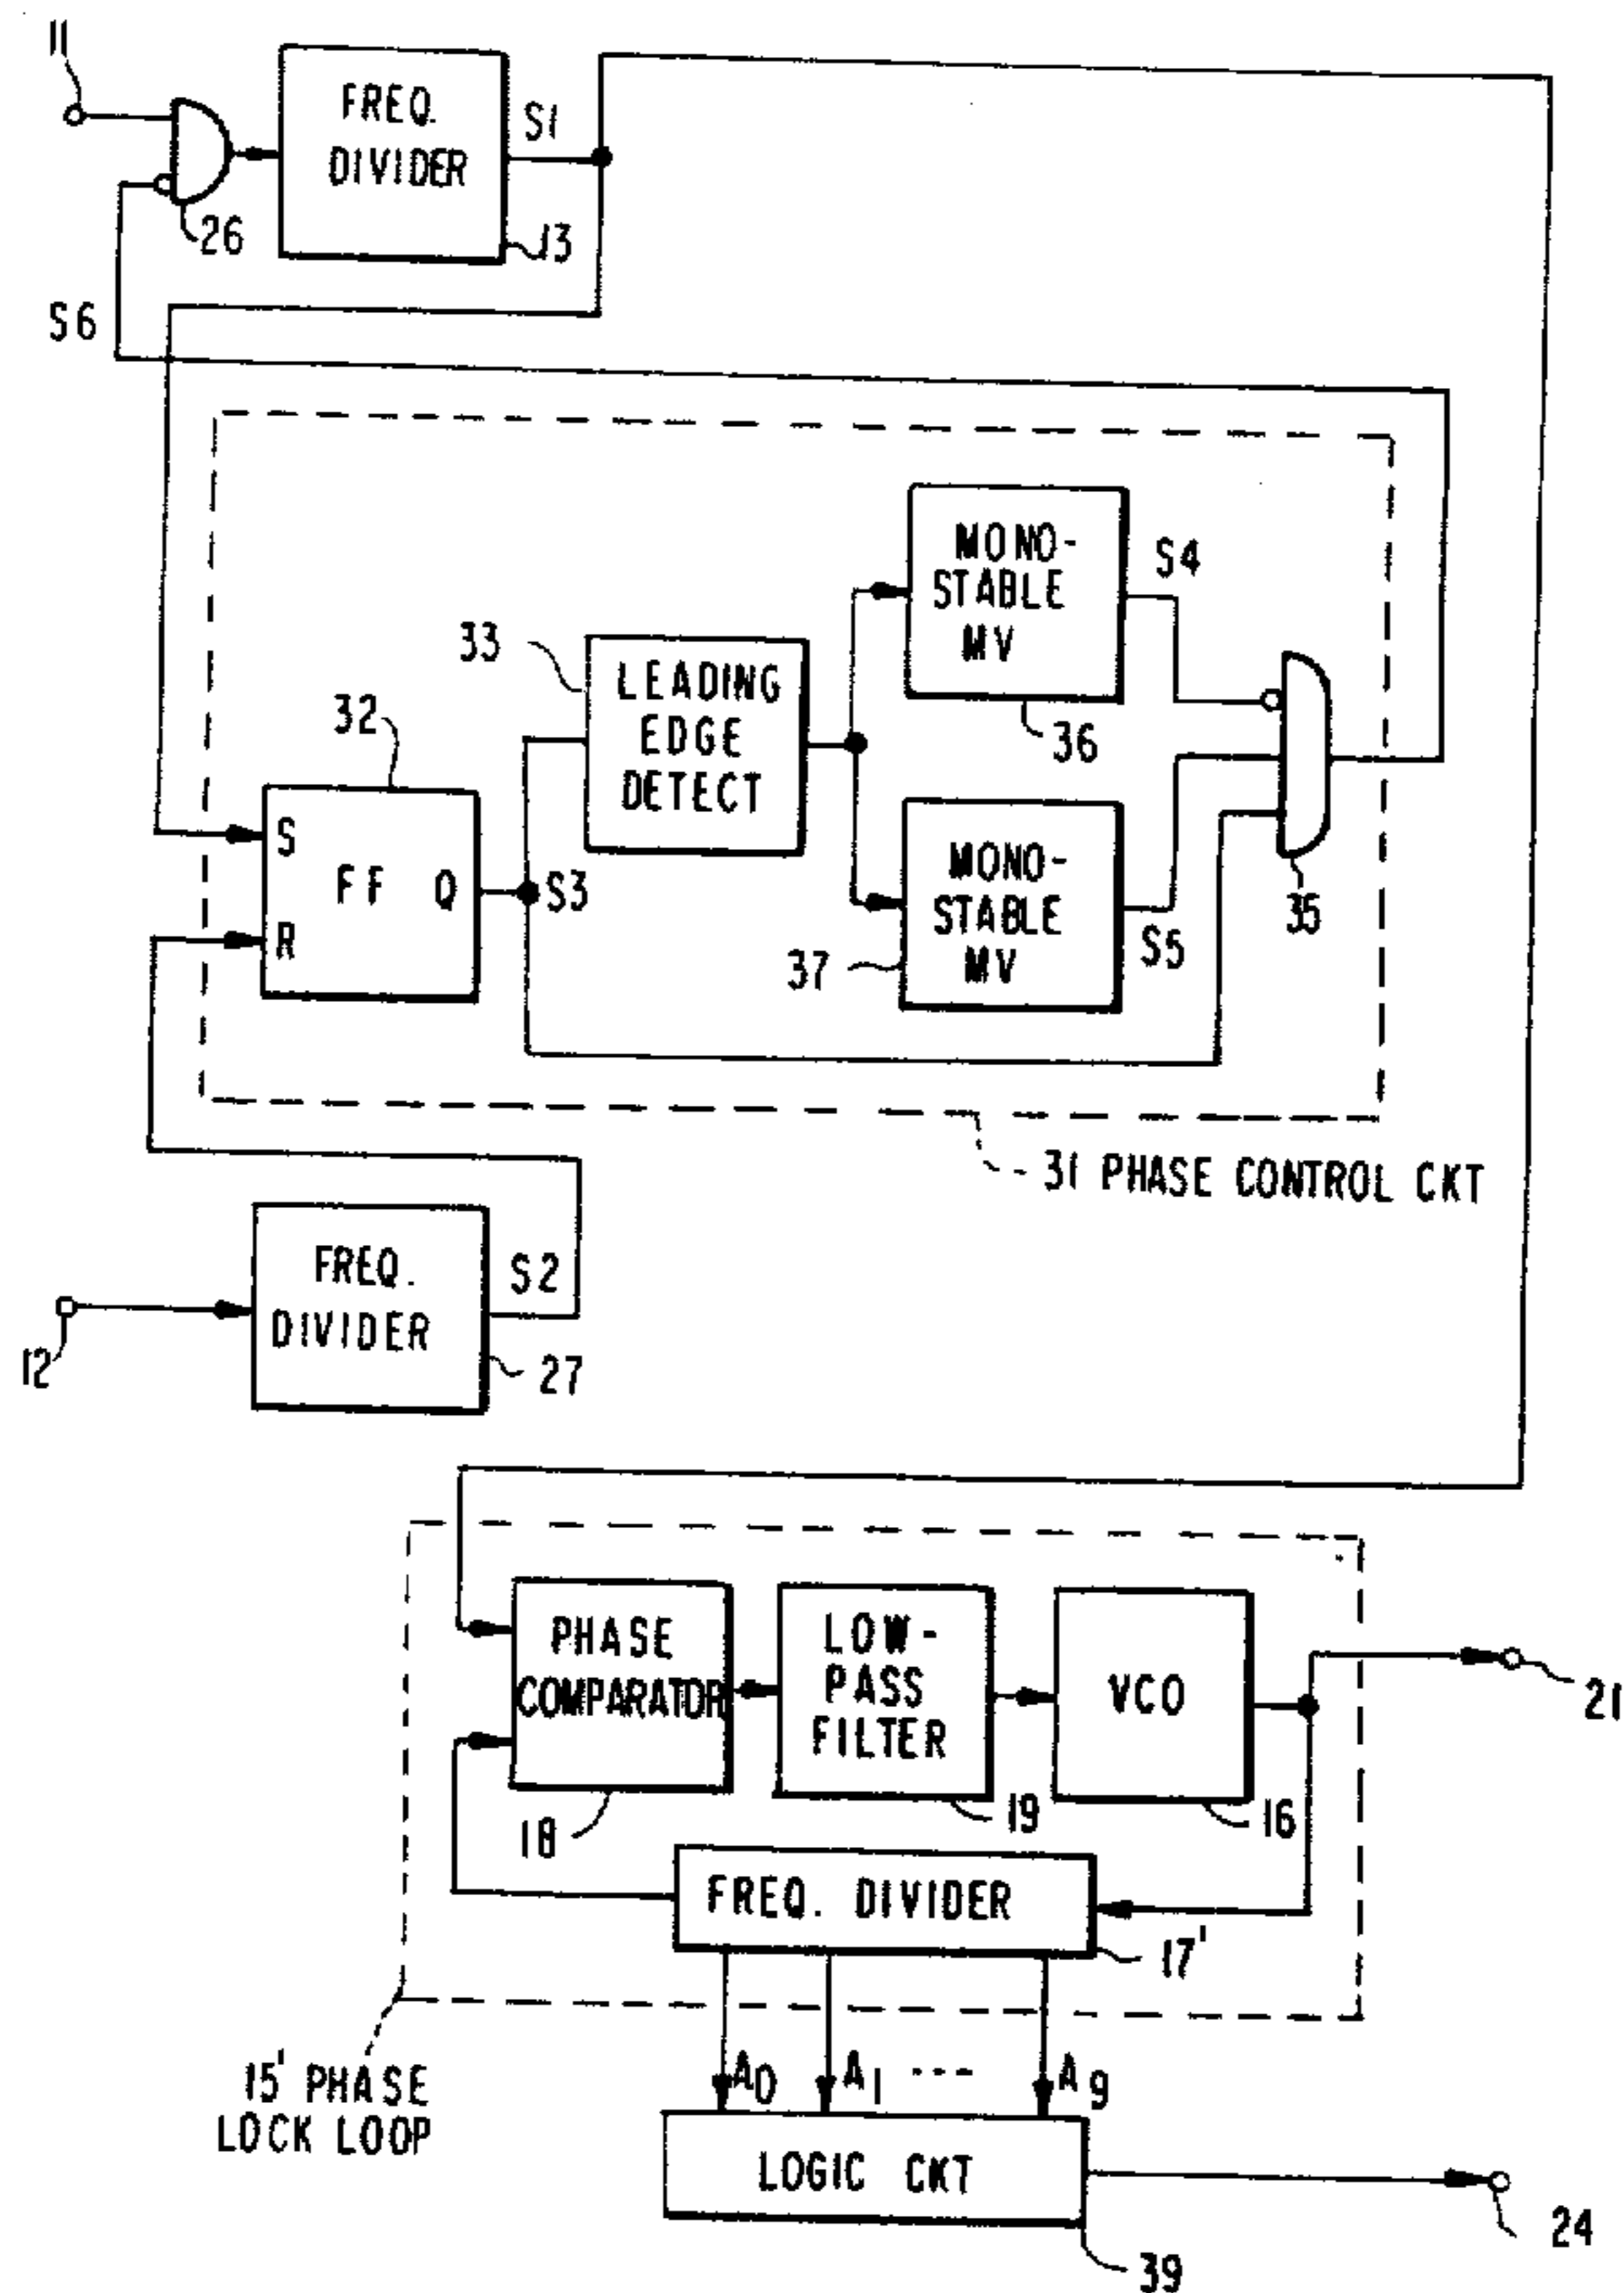 11
FREQ.
DIVIDER
S1
26
13
S6
MONO-
STABLE
MV
S4
33
LEADING
EDGE
DETECT
36
32
S
FF Q
R
S3
MONO-
STABLE
MV
S5
37
35
31 PHASE CONTROL CKT
FREQ.
DIVIDER
S2
12
27
PHASE
COMPARATOR
LOW-
PASS
FILTER
VCO
21
18
19
16
FREQ. DIVIDER
17'
15' PHASE
LOCK LOOP
A0 A1 --- A9
LOGIC CKT
24
39